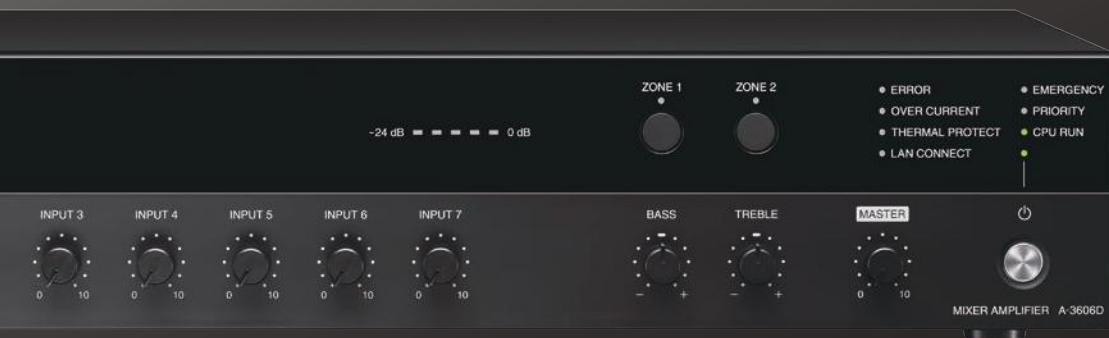 ZONE 1 ZONE 2
ERROR EMERGENCY
OVER CURRENT PRIORITY
-24 dB 0 dB THERMAL PROTECT CPU RUN
LAN CONNECT
INPUT 3 INPUT 4 INPUT 5 INPUT 6 INPUT 7 BASS TREBLE MASTER
0 10 0 10 0 10 0 10 0 10 − + − + 0 10
MIXER AMPLIFIER A-3606D